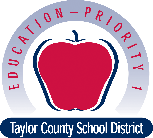 EDUCATION - PRIORITY 1
Taylor County School District